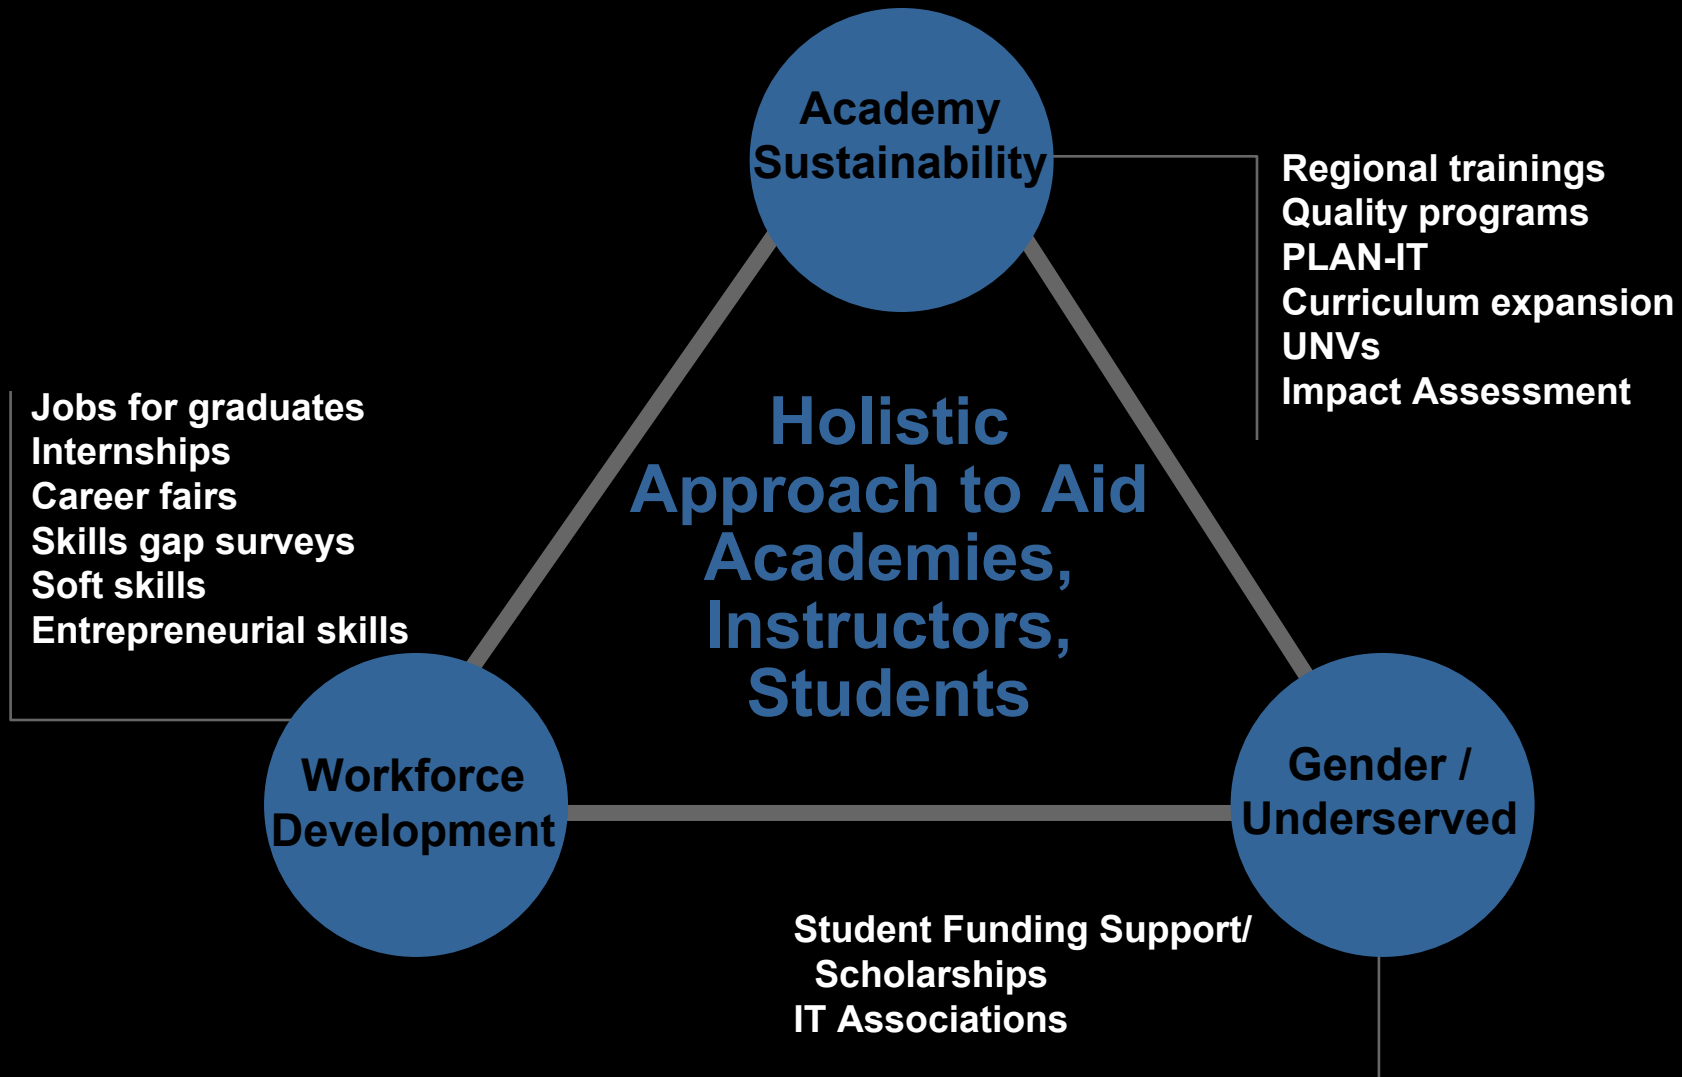 Academy
Sustainability
Regional trainings
Quality programs
PLAN-IT
Curriculum expansion
UNVs
Impact Assessment
Jobs for graduates
Internships
Career fairs
Skills gap surveys
Soft skills
Entrepreneurial skills
Holistic
Approach to Aid
Academies,
Instructors,
Students
Workforce
Development
Gender /
Underserved
Student Funding Support/
Scholarships
IT Associations